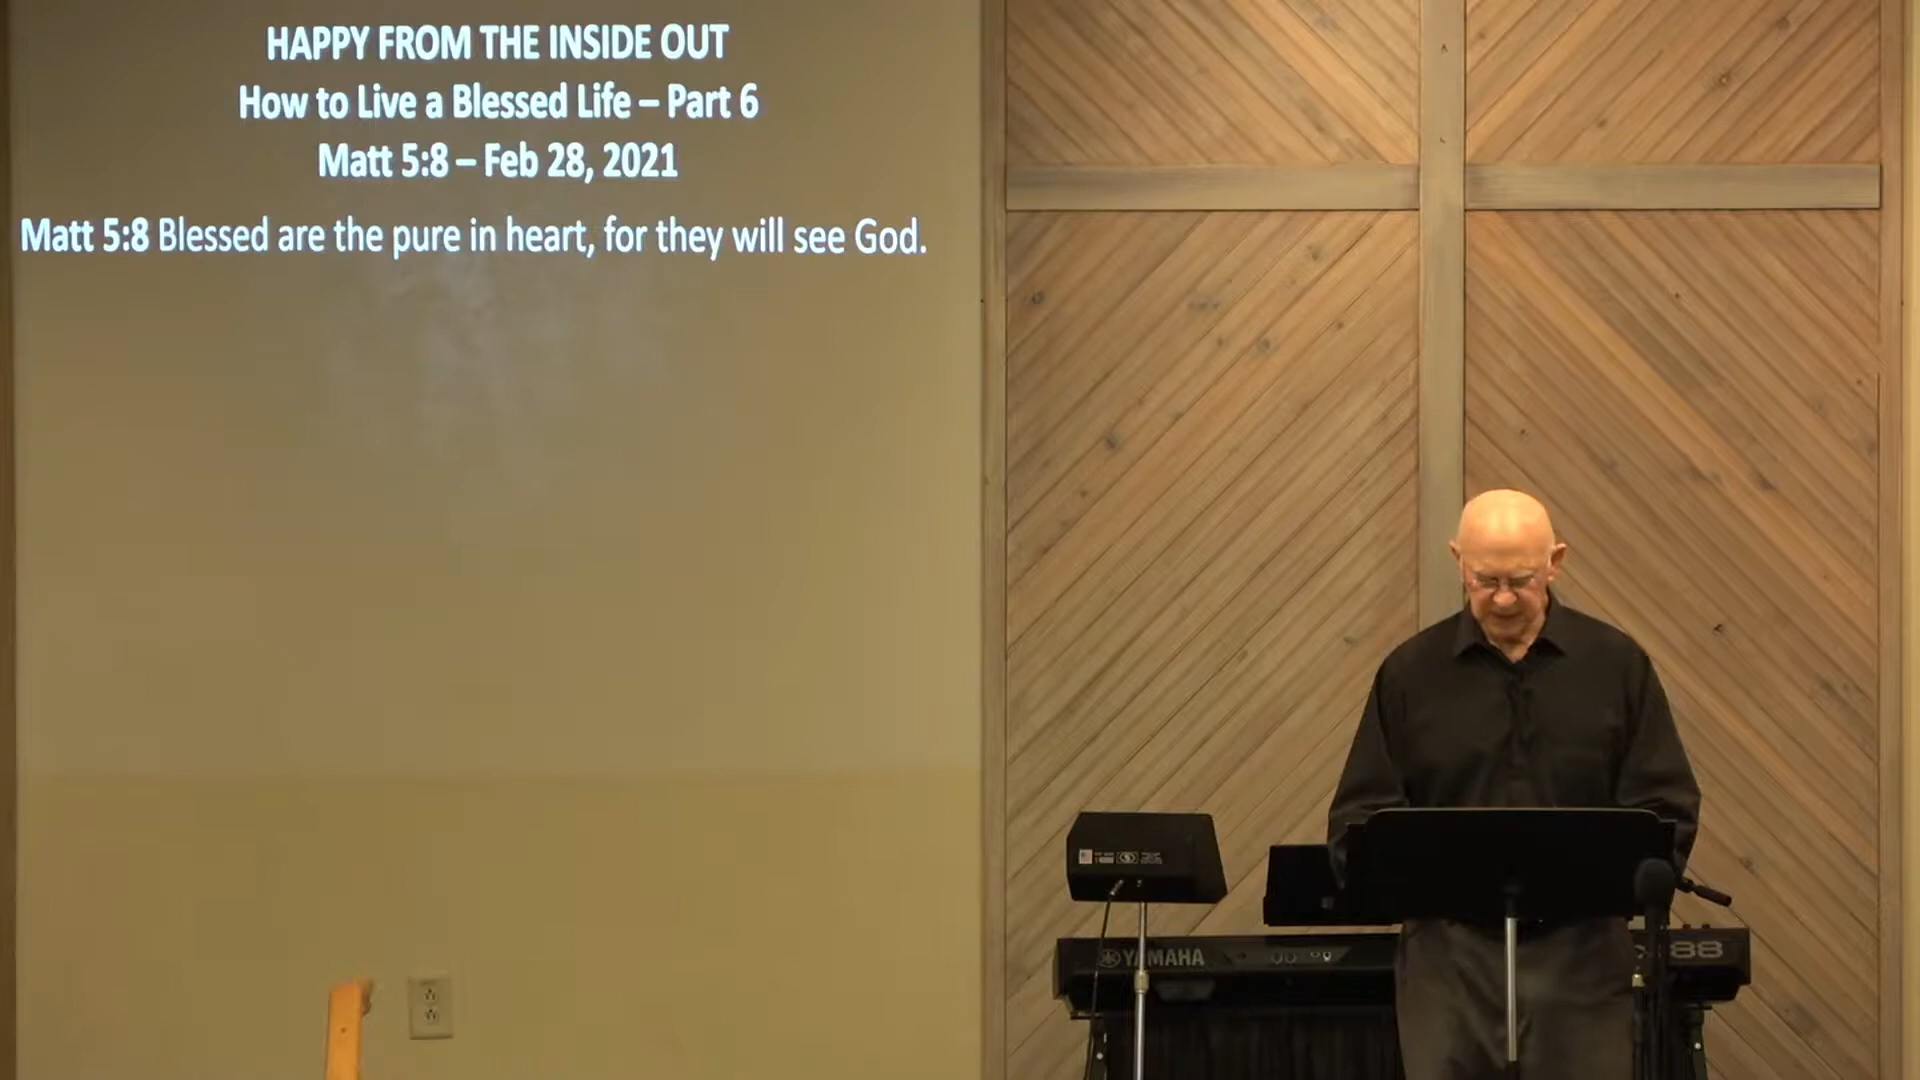 HAPPY FROM THE INSIDE OUT
How to Live a Blessed Life – Part 6
Matt 5:8 – Feb 28, 2021
Matt 5:8 Blessed are the pure in heart, for they will see God.
YAMAHA
88